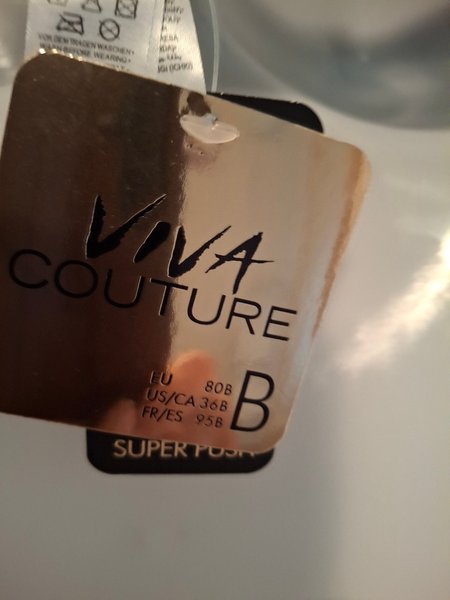 VOR DEM TRAGEN WASCHEN•
VIVA
COUTURE
EU 80B
US/CA 36B
FR/ES 95B
B
SUPER PUSH